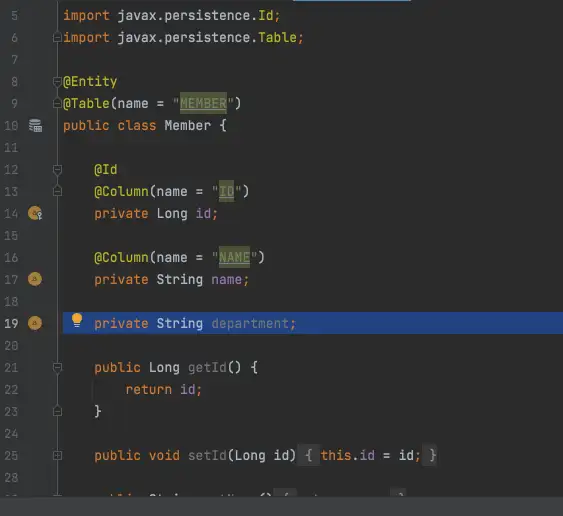 5 import javax.persistence.Id;
6 import javax.persistence.Table;
7
8 @Entity
9 @Table(name = "MEMBER")
10 public class Member {
11
12 @Id
13 @Column(name = "ID")
14 private Long id;
15
16 @Column(name = "NAME")
17 private String name;
18
19 private String department;
20
21 public Long getId() {
22 return id;
23 }
24
25 public void setId(Long id) { this.id = id; }
28